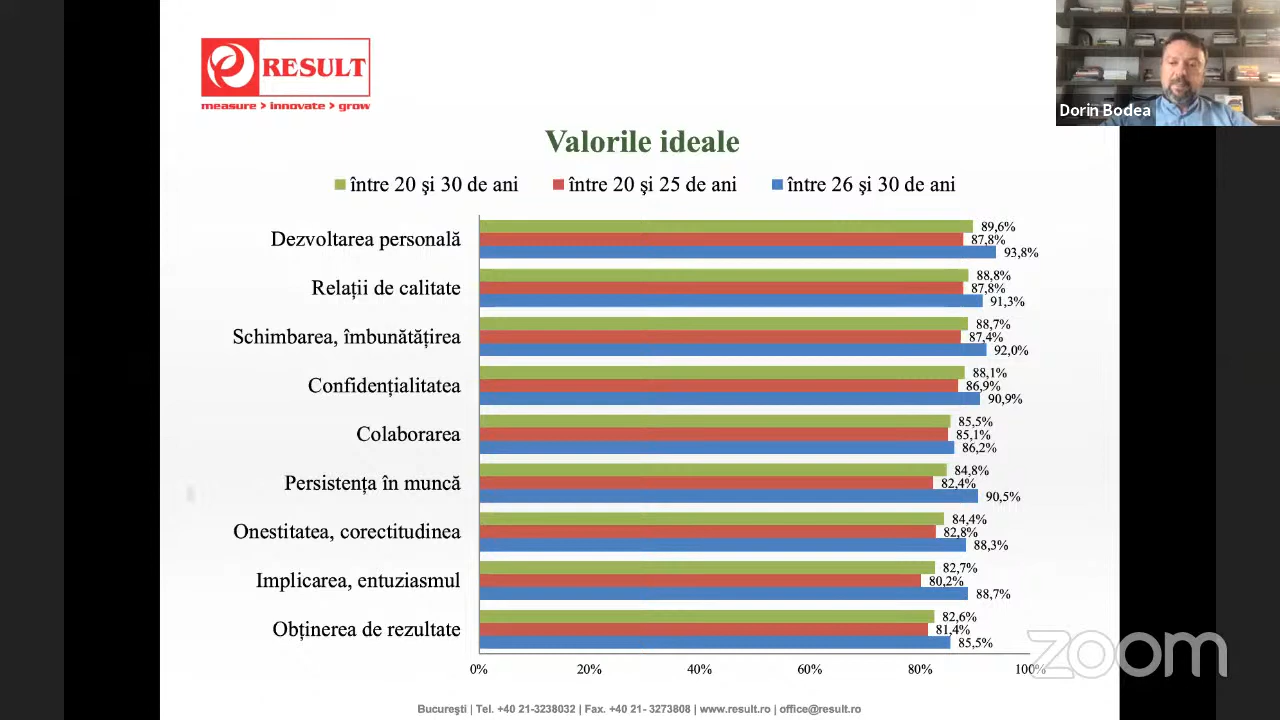 RESULT
measure > innovate > grow
Dorin Bodea
Valorile ideale
între 20 şi 30 de ani
între 20 şi 25 de ani
între 26 şi 30 de ani
Dezvoltarea personală
89,6%
87,8%
93,8%
Relații de calitate
88,8%
87,8%
91,3%
Schimbarea, îmbunătățirea
88,7%
87,4%
92,0%
Confidențialitatea
88,1%
86,9%
90,9%
Colaborarea
85,5%
85,1%
86,2%
Persistența în muncă
84,8%
82,4%
90,5%
Onestitatea, corectitudinea
84,4%
82,8%
88,3%
Implicarea, entuziasmul
82,7%
80,2%
88,7%
Obținerea de rezultate
82,6%
81,4%
85,5%
0% 20% 40% 60% 80% 100%
zoom
Bucureşti | Tel. +40 21-3238032 | Fax. +40 21- 3273808 | www.result.ro | office@result.ro